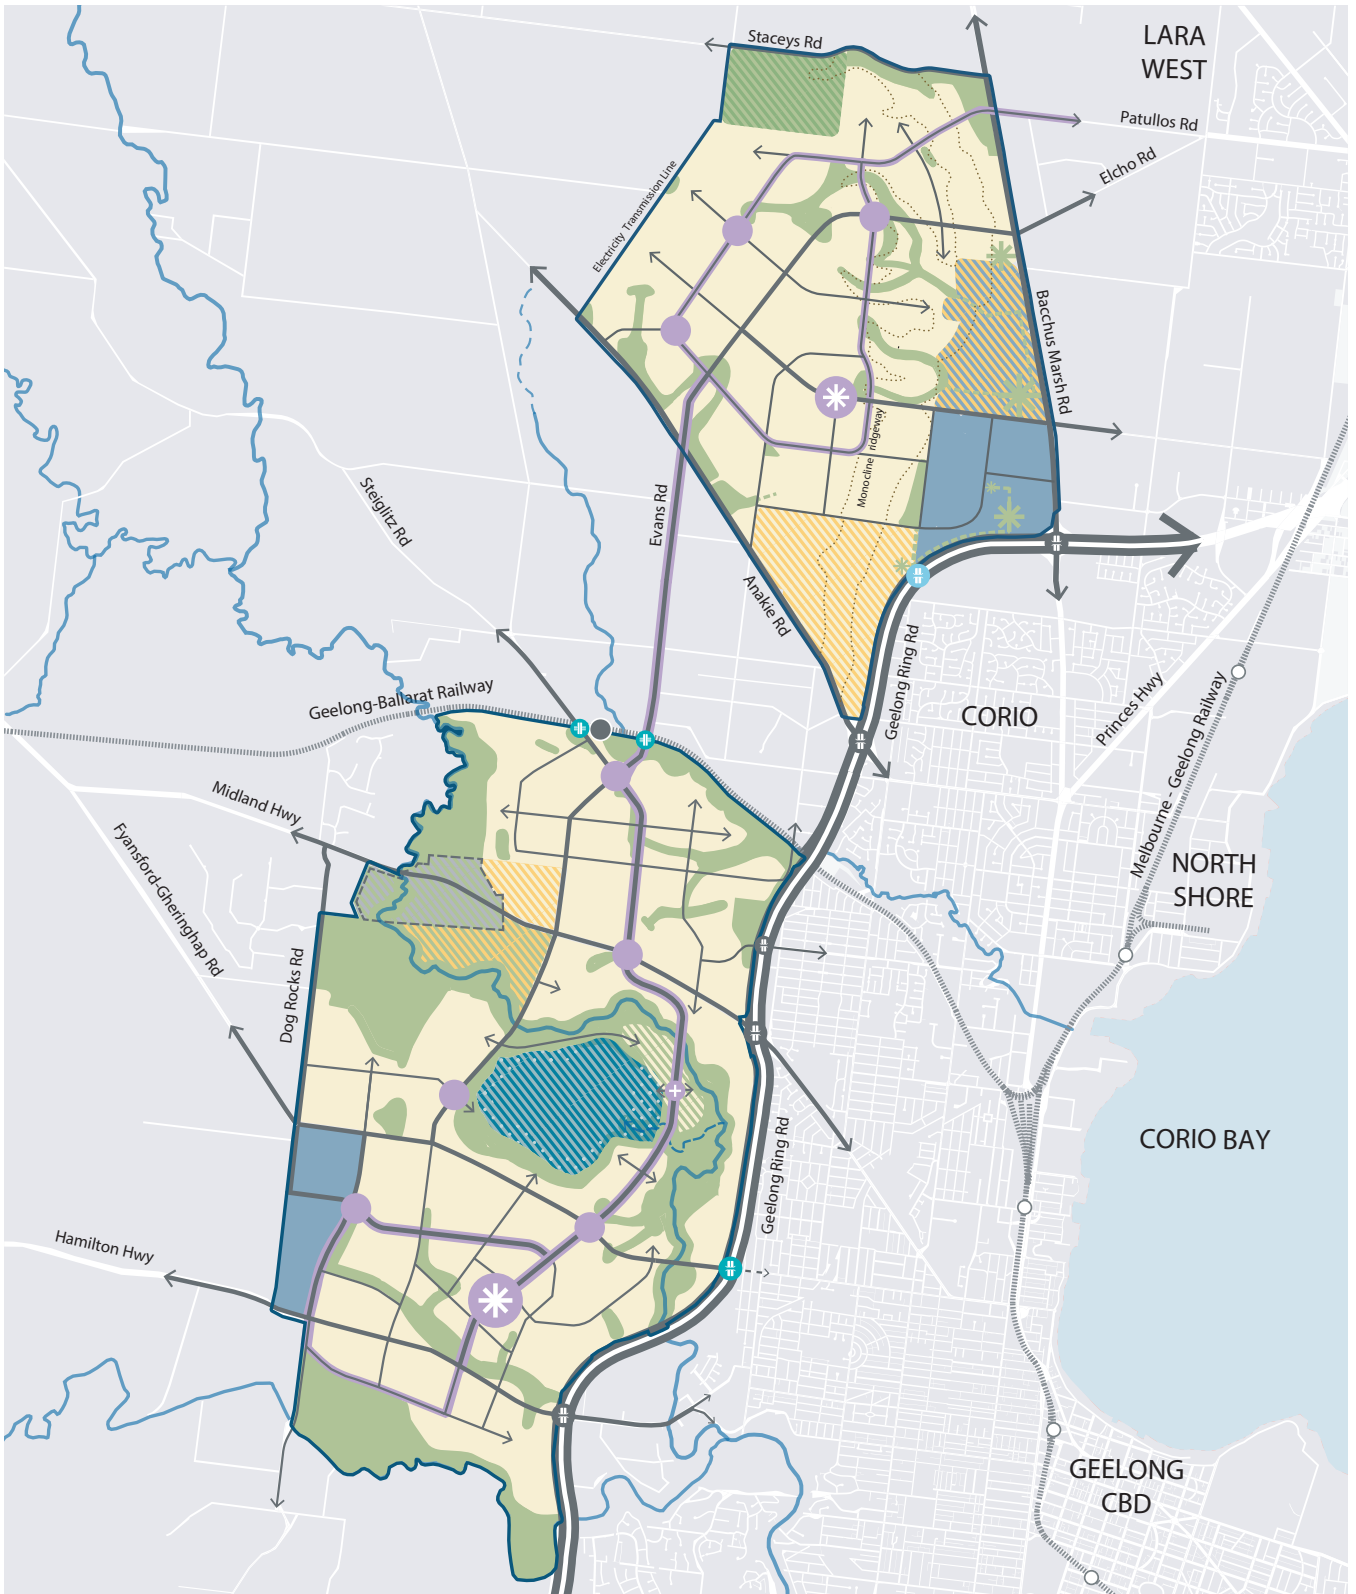 LARA
WEST
Staceys Rd
Patullos Rd
Elcho Rd
Electricity Transmission Line
Bacchus Marsh Rd
Monocline ridgeway
Steiglitz Rd
Evans Rd
Anakie Rd
Geelong Ring Rd
Geelong-Ballarat Railway
CORIO
Princes Hwy
Melbourne - Geelong Railway
Midland Hwy
Fyansford-Gheringhap Rd
NORTH
SHORE
Dog Rocks Rd
CORIO BAY
Geelong Ring Rd
Hamilton Hwy
GEELONG
CBD